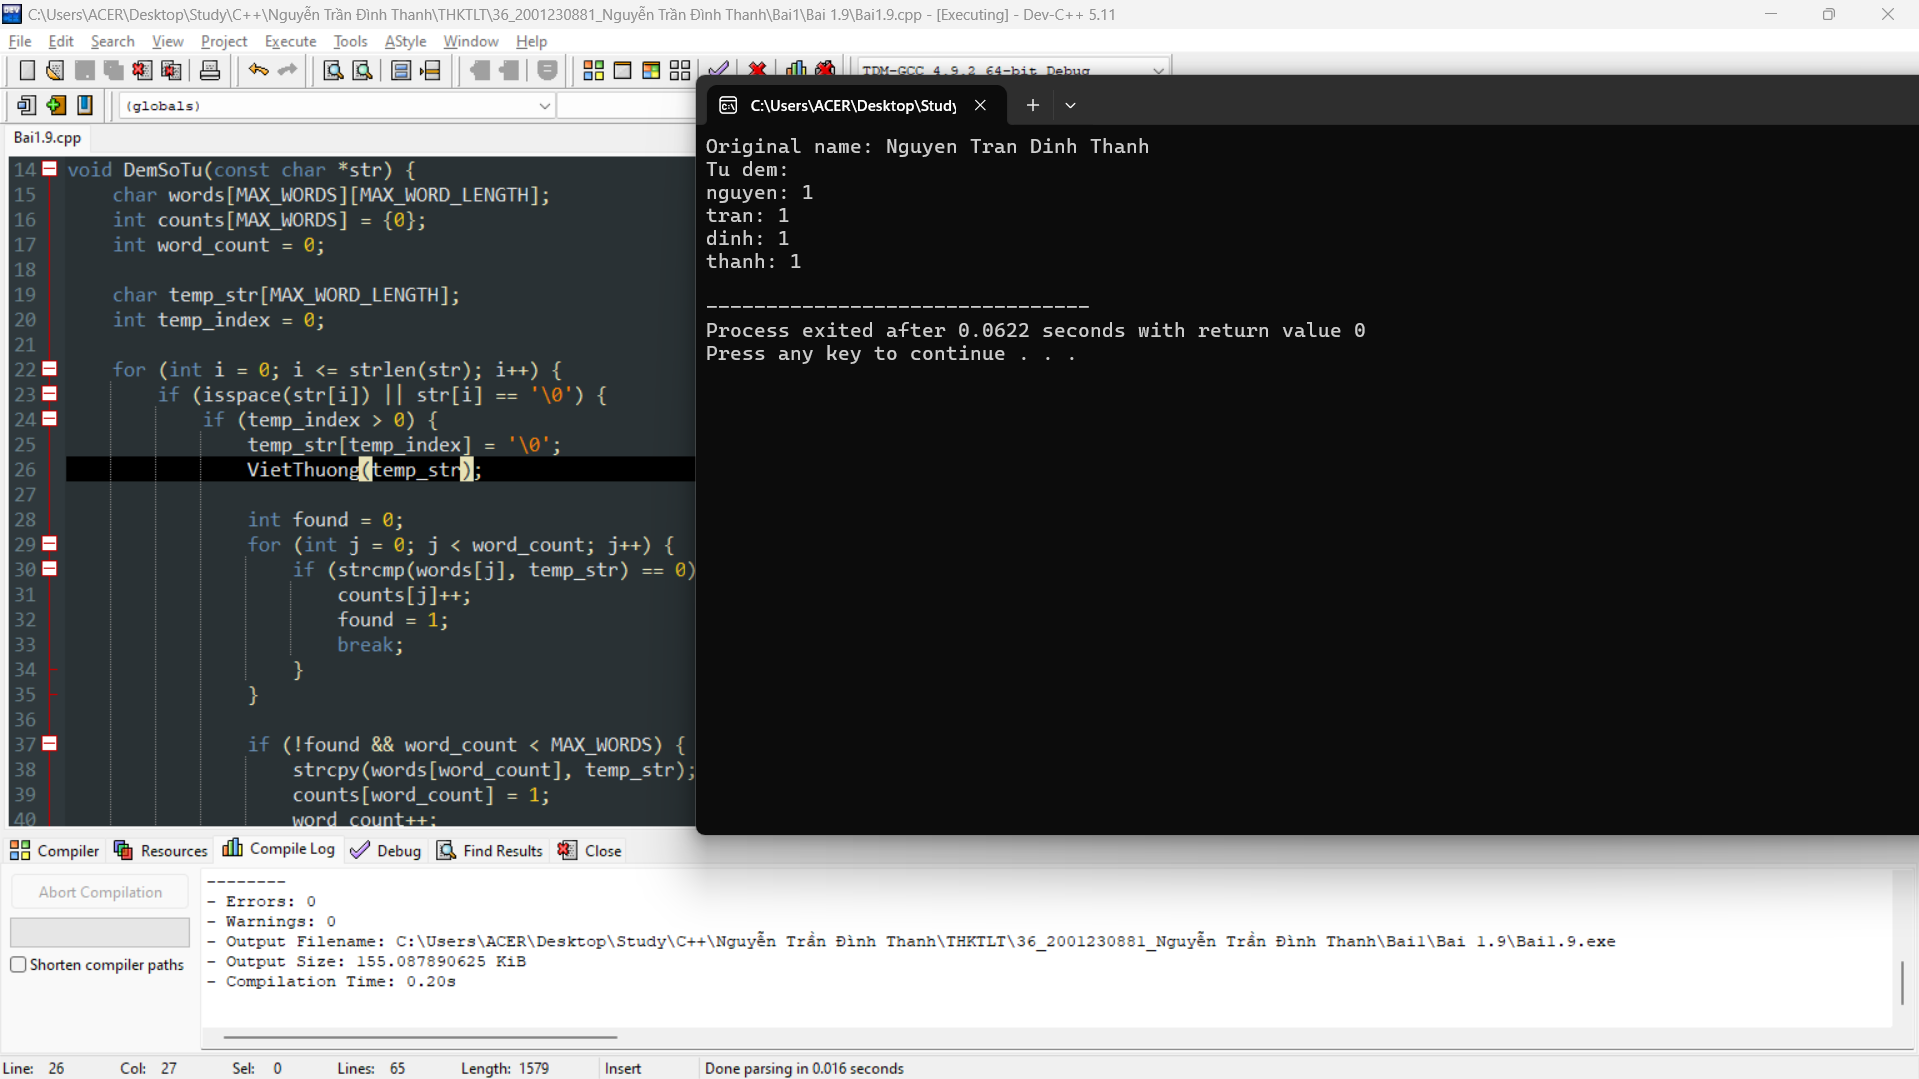 C:\Users\ACER\Desktop\Study\C++\Nguyễn Trần Đình Thanh\THKTLT\36_2001230881_Nguyễn Trần Đình Thanh\Bai1\Bai 1.9\Bai1.9.cpp - [Executing] - Dev-C++ 5.11
File Edit Search View Project Execute Tools AStyle Window Help
TDM-GCC 4.9.2 64-bit Debug
(globals)
Bai1.9.cpp
14 void DemSoTu(const char *str) {
15 char words[MAX_WORDS][MAX_WORD_LENGTH];
16 int counts[MAX_WORDS] = {0};
17 int word_count = 0;
18
19 char temp_str[MAX_WORD_LENGTH];
20 int temp_index = 0;
21
22 for (int i = 0; i <= strlen(str); i++) {
23 if (isspace(str[i]) || str[i] == '\0') {
24 if (temp_index > 0) {
25 temp_str[temp_index] = '\0';
26 VietThuong(temp_str);
27
28 int found = 0;
29 for (int j = 0; j < word_count; j++) {
30 if (strcmp(words[j], temp_str) == 0)
31 counts[j]++;
32 found = 1;
33 break;
34 }
35 }
36
37 if (!found && word_count < MAX_WORDS) {
38 strcpy(words[word_count], temp_str);
39 counts[word_count] = 1;
40 word_count++;
C:\Users\ACER\Desktop\Study
Original name: Nguyen Tran Dinh Thanh
Tu dem:
nguyen: 1
tran: 1
dinh: 1
thanh: 1
--------------------------------
Process exited after 0.0622 seconds with return value 0
Press any key to continue . . .
Compiler Resources Compile Log Debug Find Results Close
Abort Compilation
Shorten compiler paths
--------
- Errors: 0
- Warnings: 0
- Output Filename: C:\Users\ACER\Desktop\Study\C++\Nguyễn Trần Đình Thanh\THKTLT\36_2001230881_Nguyễn Trần Đình Thanh\Bai1\Bai 1.9\Bai1.9.exe
- Output Size: 155.087890625 KiB
- Compilation Time: 0.20s
Line: 26 Col: 27 Sel: 0 Lines: 65 Length: 1579 Insert Done parsing in 0.016 seconds